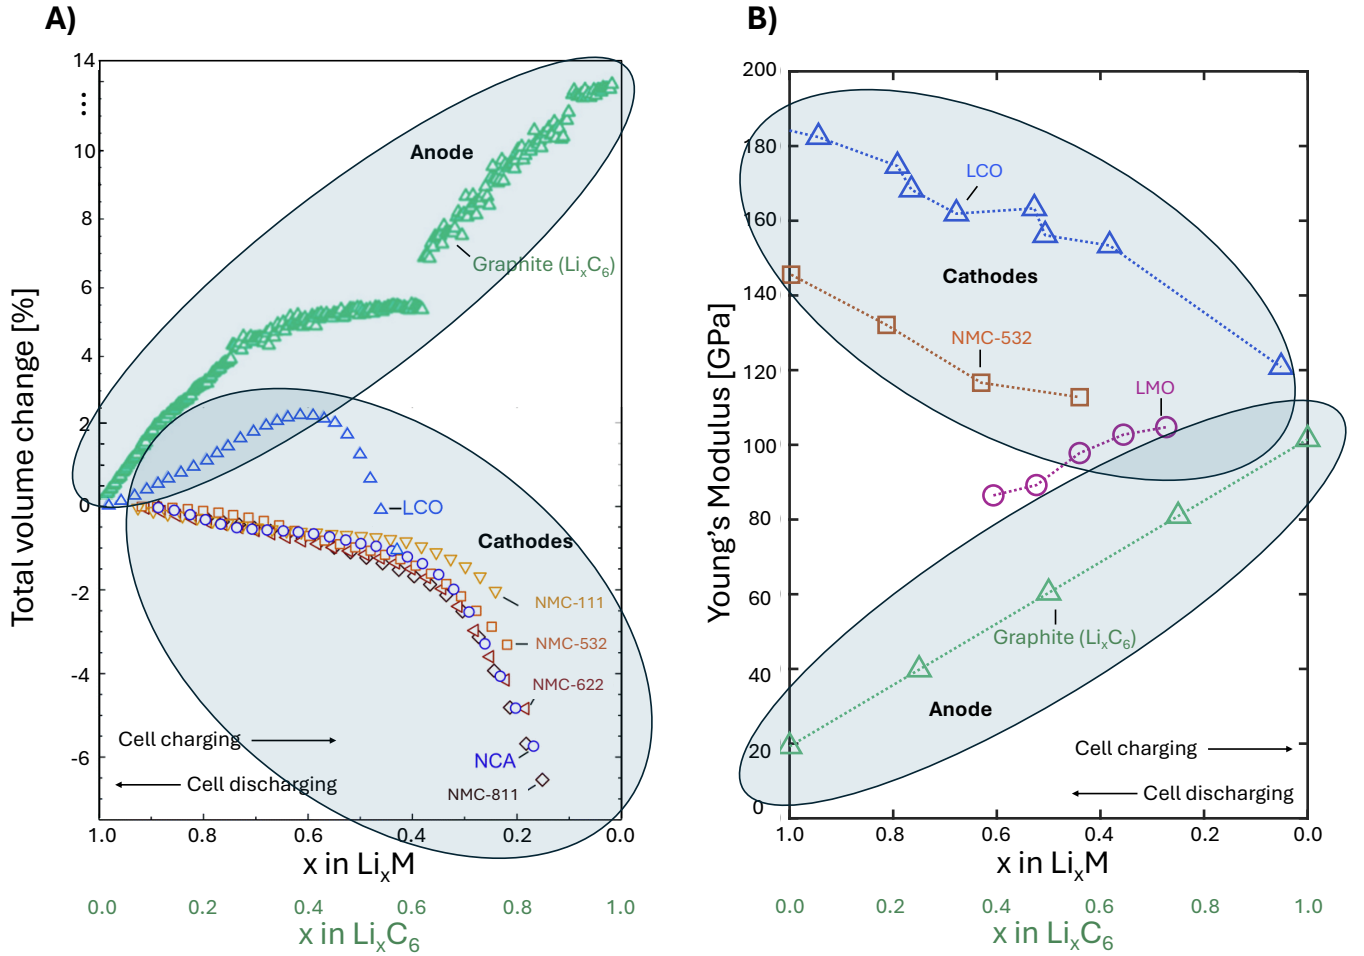 A)
B)
14
⋮
10
8
6
4
2
0
-2
-4
-6
Total volume change [%]
Anode
Graphite (LiₓC₆)
LCO
Cathodes
NMC-111
NMC-532
NMC-622
NCA
NMC-811
Cell charging
Cell discharging
1.0 0.8 0.6 0.4 0.2 0.0
x in LiₓM
0.0 0.2 0.4 0.6 0.8 1.0
x in LiₓC₆
200
180
160
140
120
100
80
60
40
20
0
Young's Modulus [GPa]
LCO
Cathodes
NMC-532
LMO
Graphite (LiₓC₆)
Anode
Cell charging
Cell discharging
1.0 0.8 0.6 0.4 0.2 0.0
x in LiₓM
0.0 0.2 0.4 0.6 0.8 1.0
x in LiₓC₆